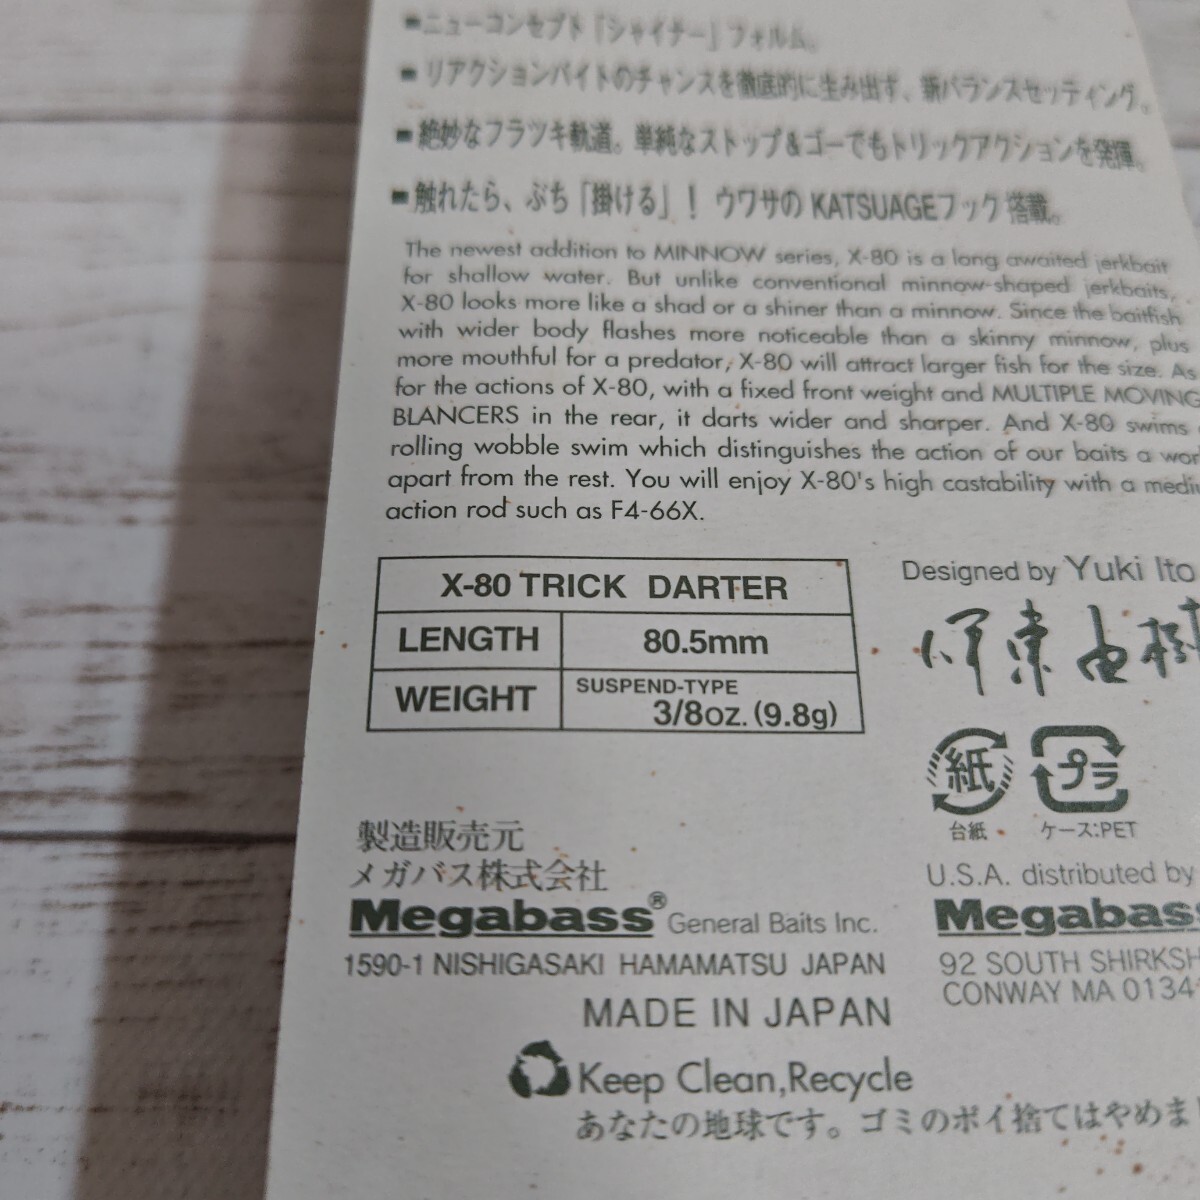 ニューコンセプト「シャイナー」フォルム。
リアクションバイトのチャンスを徹底的に生み出す、新バランスセッティング。
絶妙なフラツキ軌道。単純なストップ&ゴーでもトリックアクションを発揮。
触れたら、ぶち「掛ける」! ウワサの KATSUAGEフック搭載。
The newest addition to MINNOW series, X-80 is a long awaited jerkbait
for shallow water. But unlike conventional minnow-shaped jerkbaits,
X-80 looks more like a shad or a shiner than a minnow. Since the baitfish
with wider body flashes more noticeable than a skinny minnow, plus
more mouthful for a predator, X-80 will attract larger fish for the size. As
for the actions of X-80, with a fixed front weight and MULTIPLE MOVING
BLANCERS in the rear, it darts wider and sharper. And X-80 swims
rolling wobble swim which distinguishes the action of our baits a
apart from the rest. You will enjoy X-80's high castability with a
action rod such as F4-66X.
X-80 TRICK DARTER
LENGTH 80.5mm
WEIGHT SUSPEND-TYPE
3/8oz. (9.8g)
Designed by Yuki Ito
伊東由樹
紙 プラ
台紙 ケース:PET
製造販売元
メガバス株式会社
Megabass® General Baits Inc.
1590-1 NISHIGASAKI HAMAMATSU JAPAN
MADE IN JAPAN
U.S.A. distributed by
Megabas
92 SOUTH SHIRKSH
CONWAY MA 0134
Keep Clean,Recycle
あなたの地球です。ゴミのポイ捨てはやめま